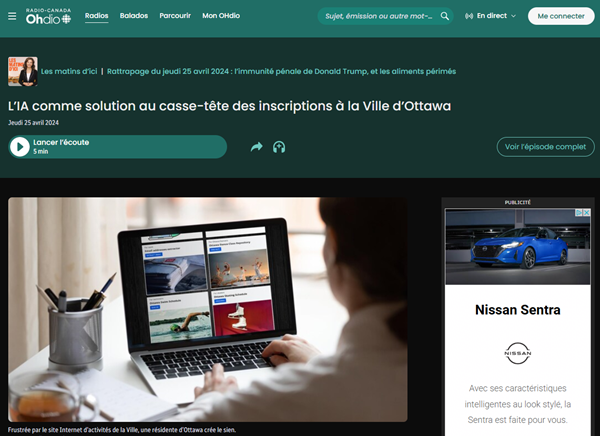 RADIO-CANADA
OHdio
Radios
Balados
Parcourir
Mon OHdio
Sujet, émission ou autre mot-...
En direct
Me connecter
Les matins d'ici | Rattrapage du jeudi 25 avril 2024 : l'immunité pénale de Donald Trump, et les aliments périmés
L'IA comme solution au casse-tête des inscriptions à la Ville d'Ottawa
Jeudi 25 avril 2024
Lancer l'écoute
5 min
Voir l'épisode complet
PUBLICITÉ
Nissan Sentra
NISSAN
Avec ses caractéristiques
intelligentes au look stylé, la
Sentra est faite pour vous.
Frustrée par le site Internet d'activités de la Ville, une résidente d'Ottawa crée le sien.